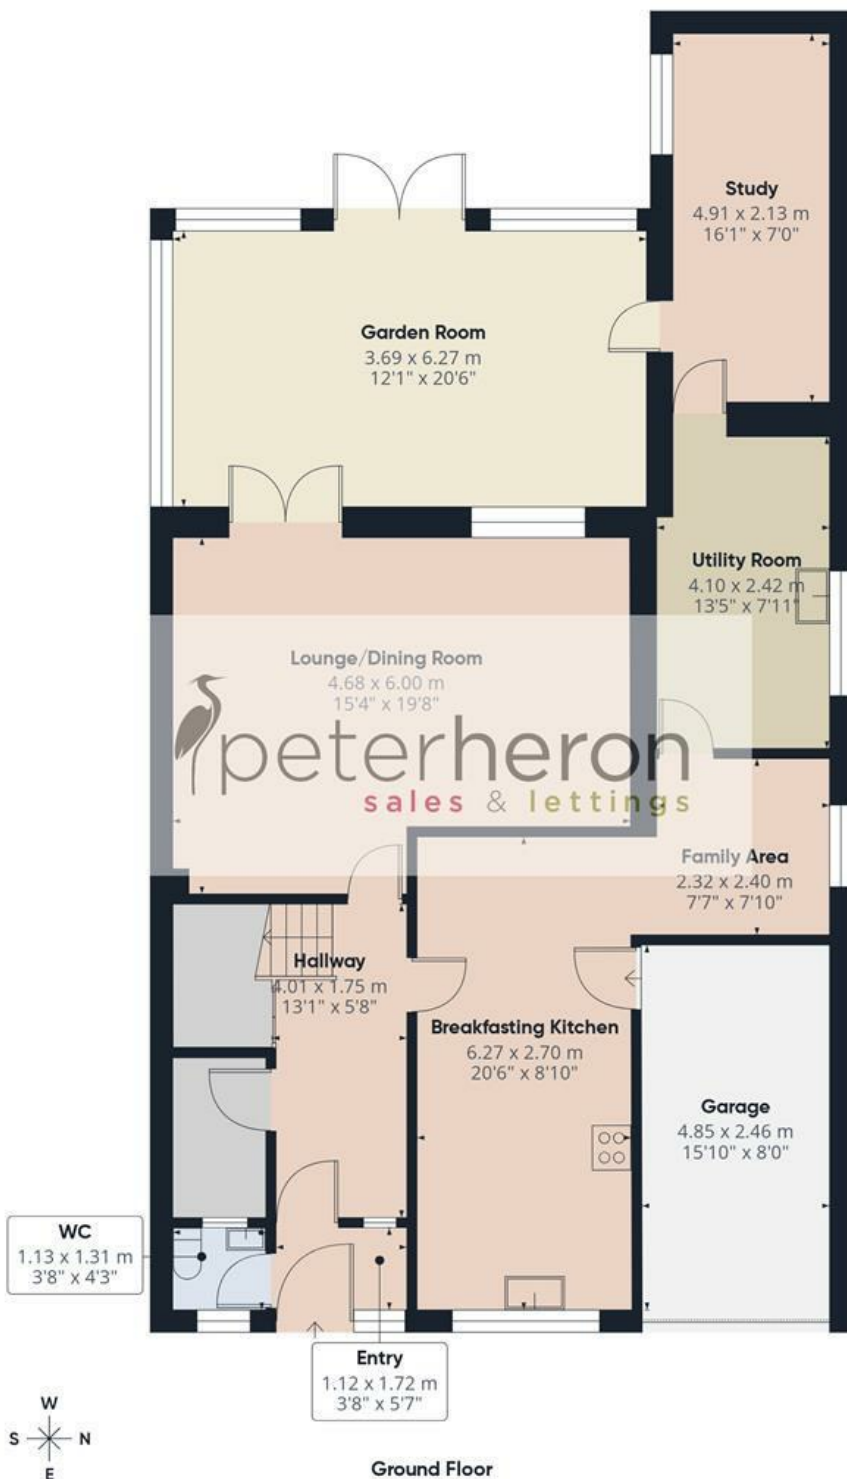 Study
4.91 x 2.13 m
16'1" x 7'0"
Garden Room
3.69 x 6.27 m
12'1" x 20'6"
Utility Room
4.10 x 2.42 m
13'5" x 7'11"
Lounge/Dining Room
4.68 x 6.00 m
15'4" x 19'8"
peterheron
sales & lettings
Family Area
2.32 x 2.40 m
7'7" x 7'10"
Hallway
4.01 x 1.75 m
13'1" x 5'8"
Breakfasting Kitchen
6.27 x 2.70 m
20'6" x 8'10"
Garage
4.85 x 2.46 m
15'10" x 8'0"
WC
1.13 x 1.31 m
3'8" x 4'3"
Entry
1.12 x 1.72 m
3'8" x 5'7"
W
S N
E
Ground Floor